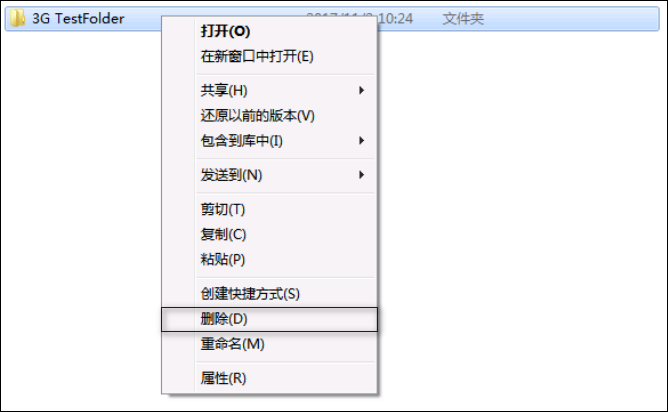 3G TestFolder 10:24 文件夹
打开(O)
在新窗口中打开(E)
共享(H)
还原以前的版本(V)
包含到库中(I)
发送到(N)
剪切(T)
复制(C)
粘贴(P)
创建快捷方式(S)
删除(D)
重命名(M)
属性(R)